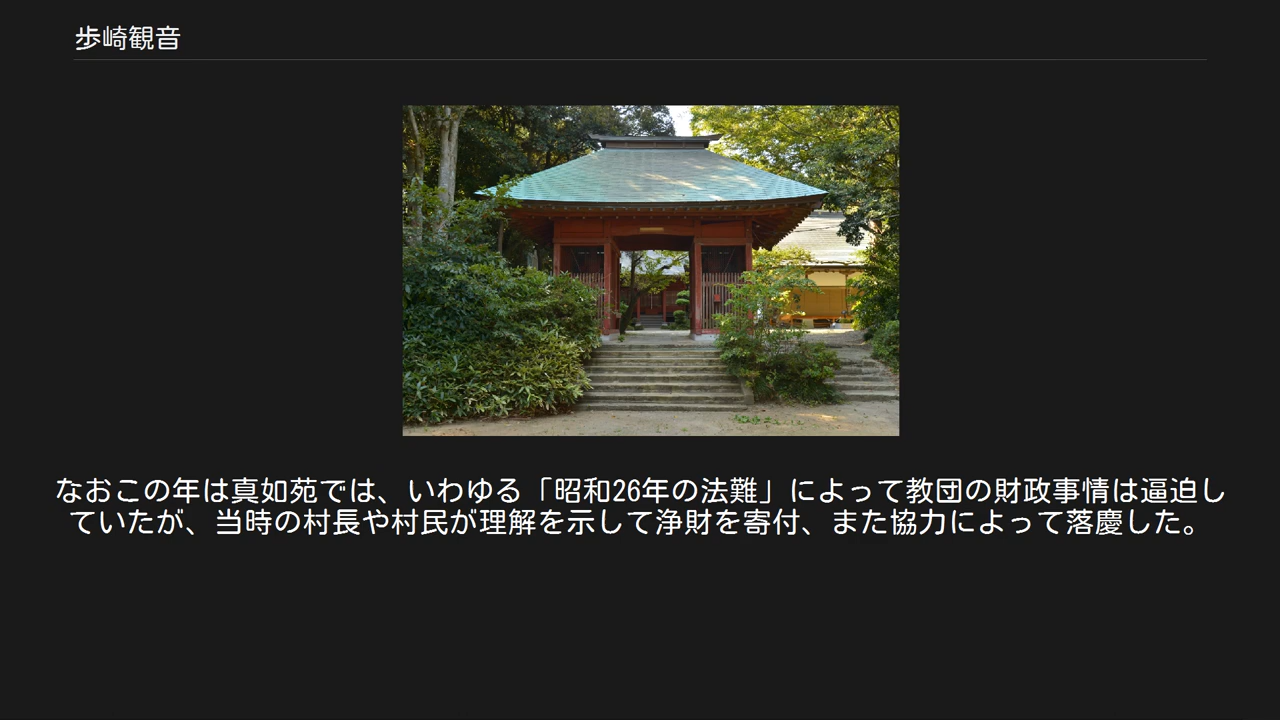 歩崎観音
なおこの年は真如苑では、いわゆる「昭和26年の法難」によって教団の財政事情は逼迫し
ていたが、当時の村長や村民が理解を示して浄財を寄付、また協力によって落慶した。